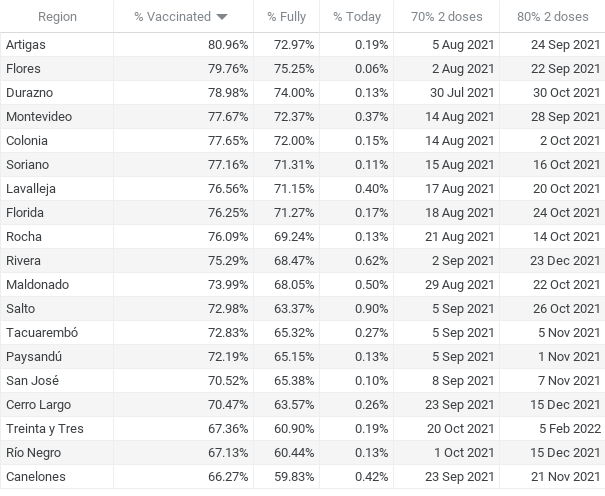 Region % Vaccinated % Fully % Today 70% 2 doses 80% 2 doses
Artigas 80.96% 72.97% 0.19% 5 Aug 2021 24 Sep 2021
Flores 79.76% 75.25% 0.06% 2 Aug 2021 22 Sep 2021
Durazno 78.98% 74.00% 0.13% 30 Jul 2021 30 Oct 2021
Montevideo 77.67% 72.37% 0.37% 14 Aug 2021 28 Sep 2021
Colonia 77.65% 72.00% 0.15% 14 Aug 2021 2 Oct 2021
Soriano 77.16% 71.31% 0.11% 15 Aug 2021 16 Oct 2021
Lavalleja 76.56% 71.15% 0.40% 17 Aug 2021 20 Oct 2021
Florida 76.25% 71.27% 0.17% 18 Aug 2021 24 Oct 2021
Rocha 76.09% 69.24% 0.13% 21 Aug 2021 14 Oct 2021
Rivera 75.29% 68.47% 0.62% 2 Sep 2021 23 Dec 2021
Maldonado 73.99% 68.05% 0.50% 29 Aug 2021 22 Oct 2021
Salto 72.98% 63.37% 0.90% 5 Sep 2021 26 Oct 2021
Tacuarembó 72.83% 65.32% 0.27% 5 Sep 2021 5 Nov 2021
Paysandú 72.19% 65.15% 0.13% 5 Sep 2021 1 Nov 2021
San José 70.52% 65.38% 0.10% 8 Sep 2021 7 Nov 2021
Cerro Largo 70.47% 63.57% 0.26% 23 Sep 2021 15 Dec 2021
Treinta y Tres 67.36% 60.90% 0.19% 20 Oct 2021 5 Feb 2022
Río Negro 67.13% 60.44% 0.13% 1 Oct 2021 15 Dec 2021
Canelones 66.27% 59.83% 0.42% 23 Sep 2021 21 Nov 2021